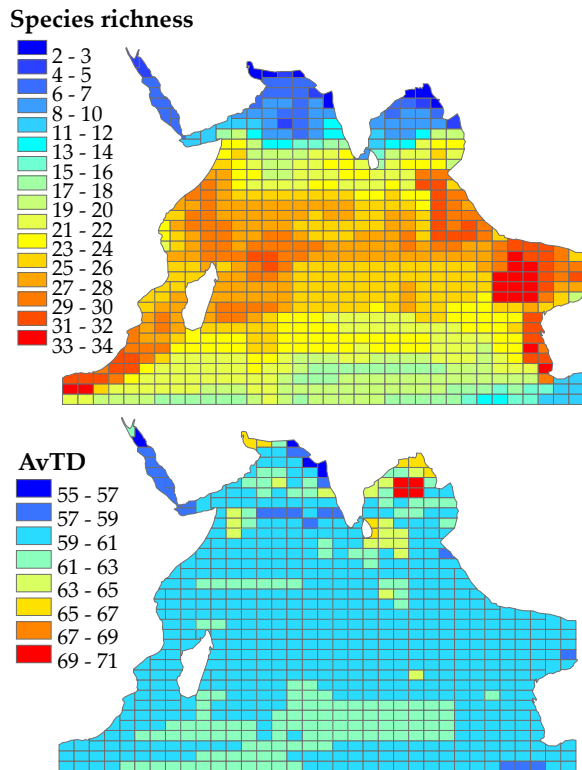 Species richness
2 - 3
4 - 5
6 - 7
8 - 10
11 - 12
13 - 14
15 - 16
17 - 18
19 - 20
21 - 22
23 - 24
25 - 26
27 - 28
29 - 30
31 - 32
33 - 34
AvTD
55 - 57
57 - 59
59 - 61
61 - 63
63 - 65
65 - 67
67 - 69
69 - 71